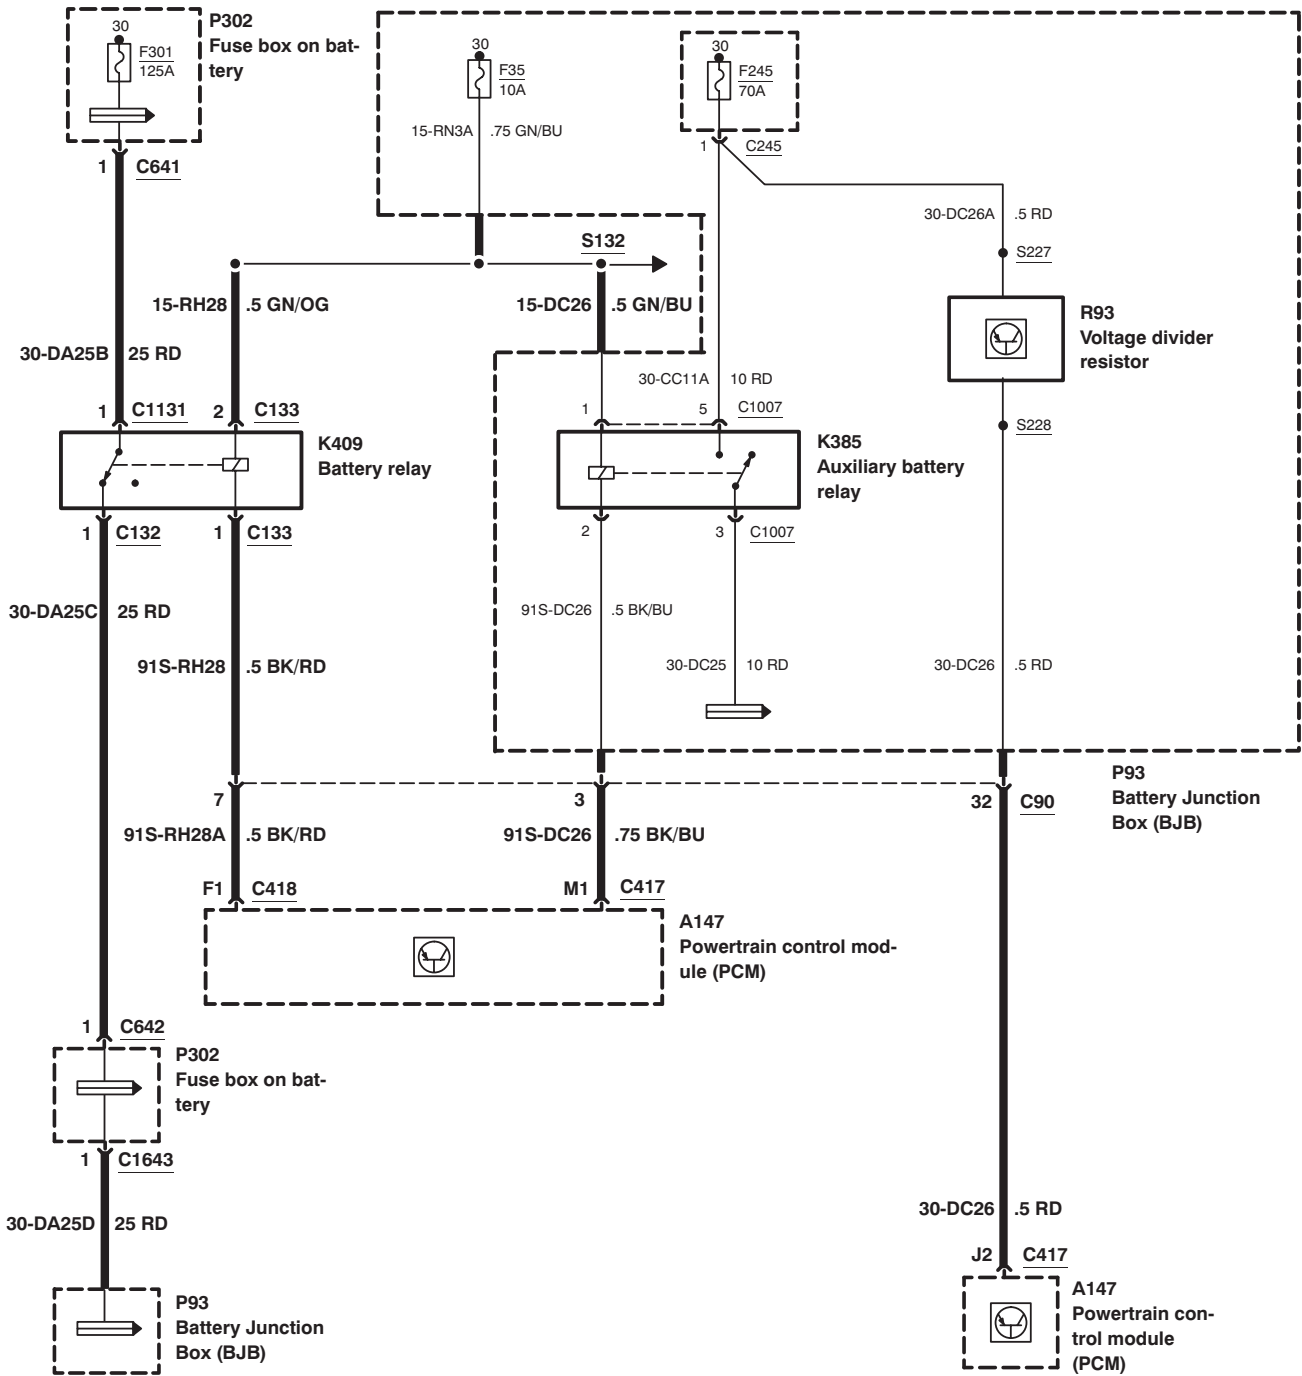 30
F301
125A
P302
Fuse box on bat-
tery
30
F35
10A
30
F245
70A
15-RN3A .75 GN/BU
1 C245
1 C641
30-DC26A .5 RD
S132
S227
15-RH28 .5 GN/OG
15-DC26 .5 GN/BU
R93
Voltage divider
resistor
30-DA25B 25 RD
30-CC11A 10 RD
1 C1131
2 C133
1
5 C1007
S228
K409
Battery relay
K385
Auxiliary battery
relay
1 C132
1 C133
2
3 C1007
30-DA25C 25 RD
91S-DC26 .5 BK/BU
91S-RH28 .5 BK/RD
30-DC25 10 RD
30-DC26 .5 RD
P93
Battery Junction
Box (BJB)
7
3
32 C90
91S-RH28A .5 BK/RD
91S-DC26 .75 BK/BU
F1 C418
M1 C417
A147
Powertrain control mod-
ule (PCM)
1 C642
P302
Fuse box on bat-
tery
1 C1643
30-DA25D 25 RD
30-DC26 .5 RD
J2 C417
P93
Battery Junction
Box (BJB)
A147
Powertrain con-
trol module
(PCM)